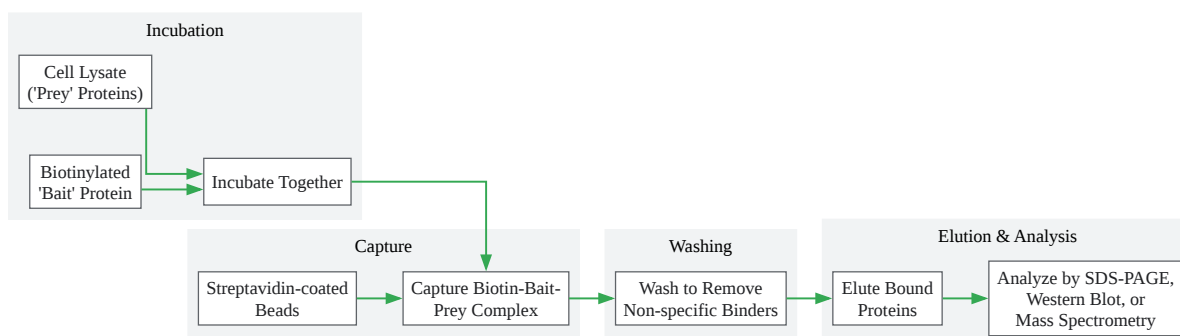 Incubation
Cell Lysate
('Prey' Proteins)
Biotinylated
'Bait' Protein
Incubate Together
Capture
Streptavidin-coated
Beads
Capture Biotin-Bait-
Prey Complex
Washing
Wash to Remove
Non-specific Binders
Elution & Analysis
Elute Bound
Proteins
Analyze by SDS-PAGE,
Western Blot, or
Mass Spectrometry